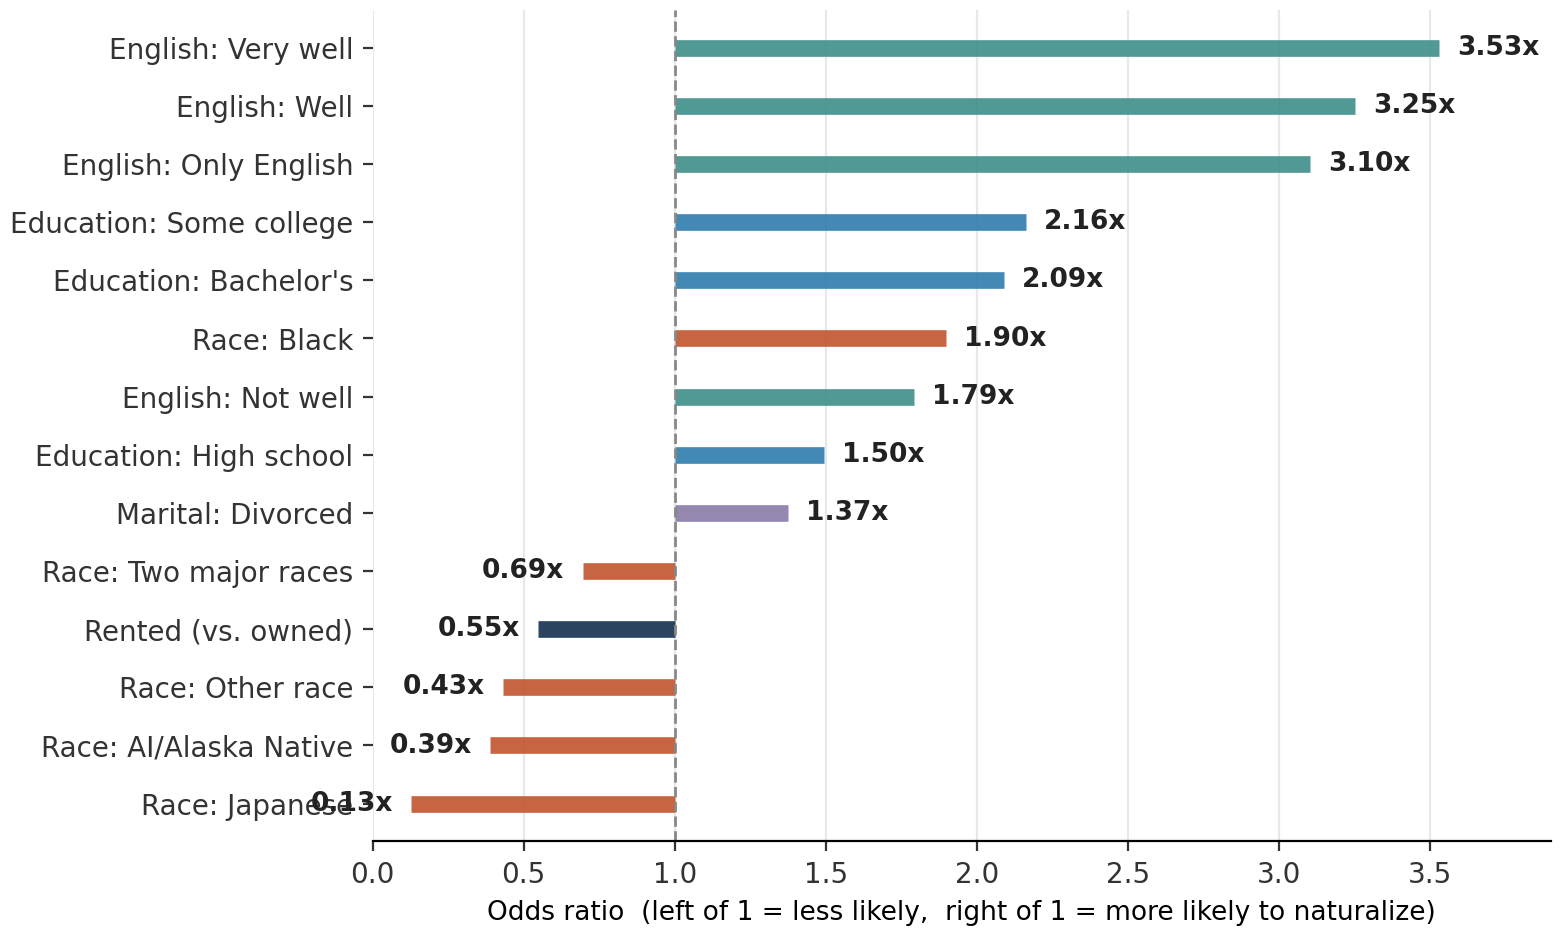 English: Very well 3.53x
English: Well 3.25x
English: Only English 3.10x
Education: Some college 2.16x
Education: Bachelor's 2.09x
Race: Black 1.90x
English: Not well 1.79x
Education: High school 1.50x
Marital: Divorced 1.37x
Race: Two major races 0.69x
Rented (vs. owned) 0.55x
Race: Other race 0.43x
Race: AI/Alaska Native 0.39x
Race: Japanese 0.13x
0.0 0.5 1.0 1.5 2.0 2.5 3.0 3.5
Odds ratio  (left of 1 = less likely,  right of 1 = more likely to naturalize)